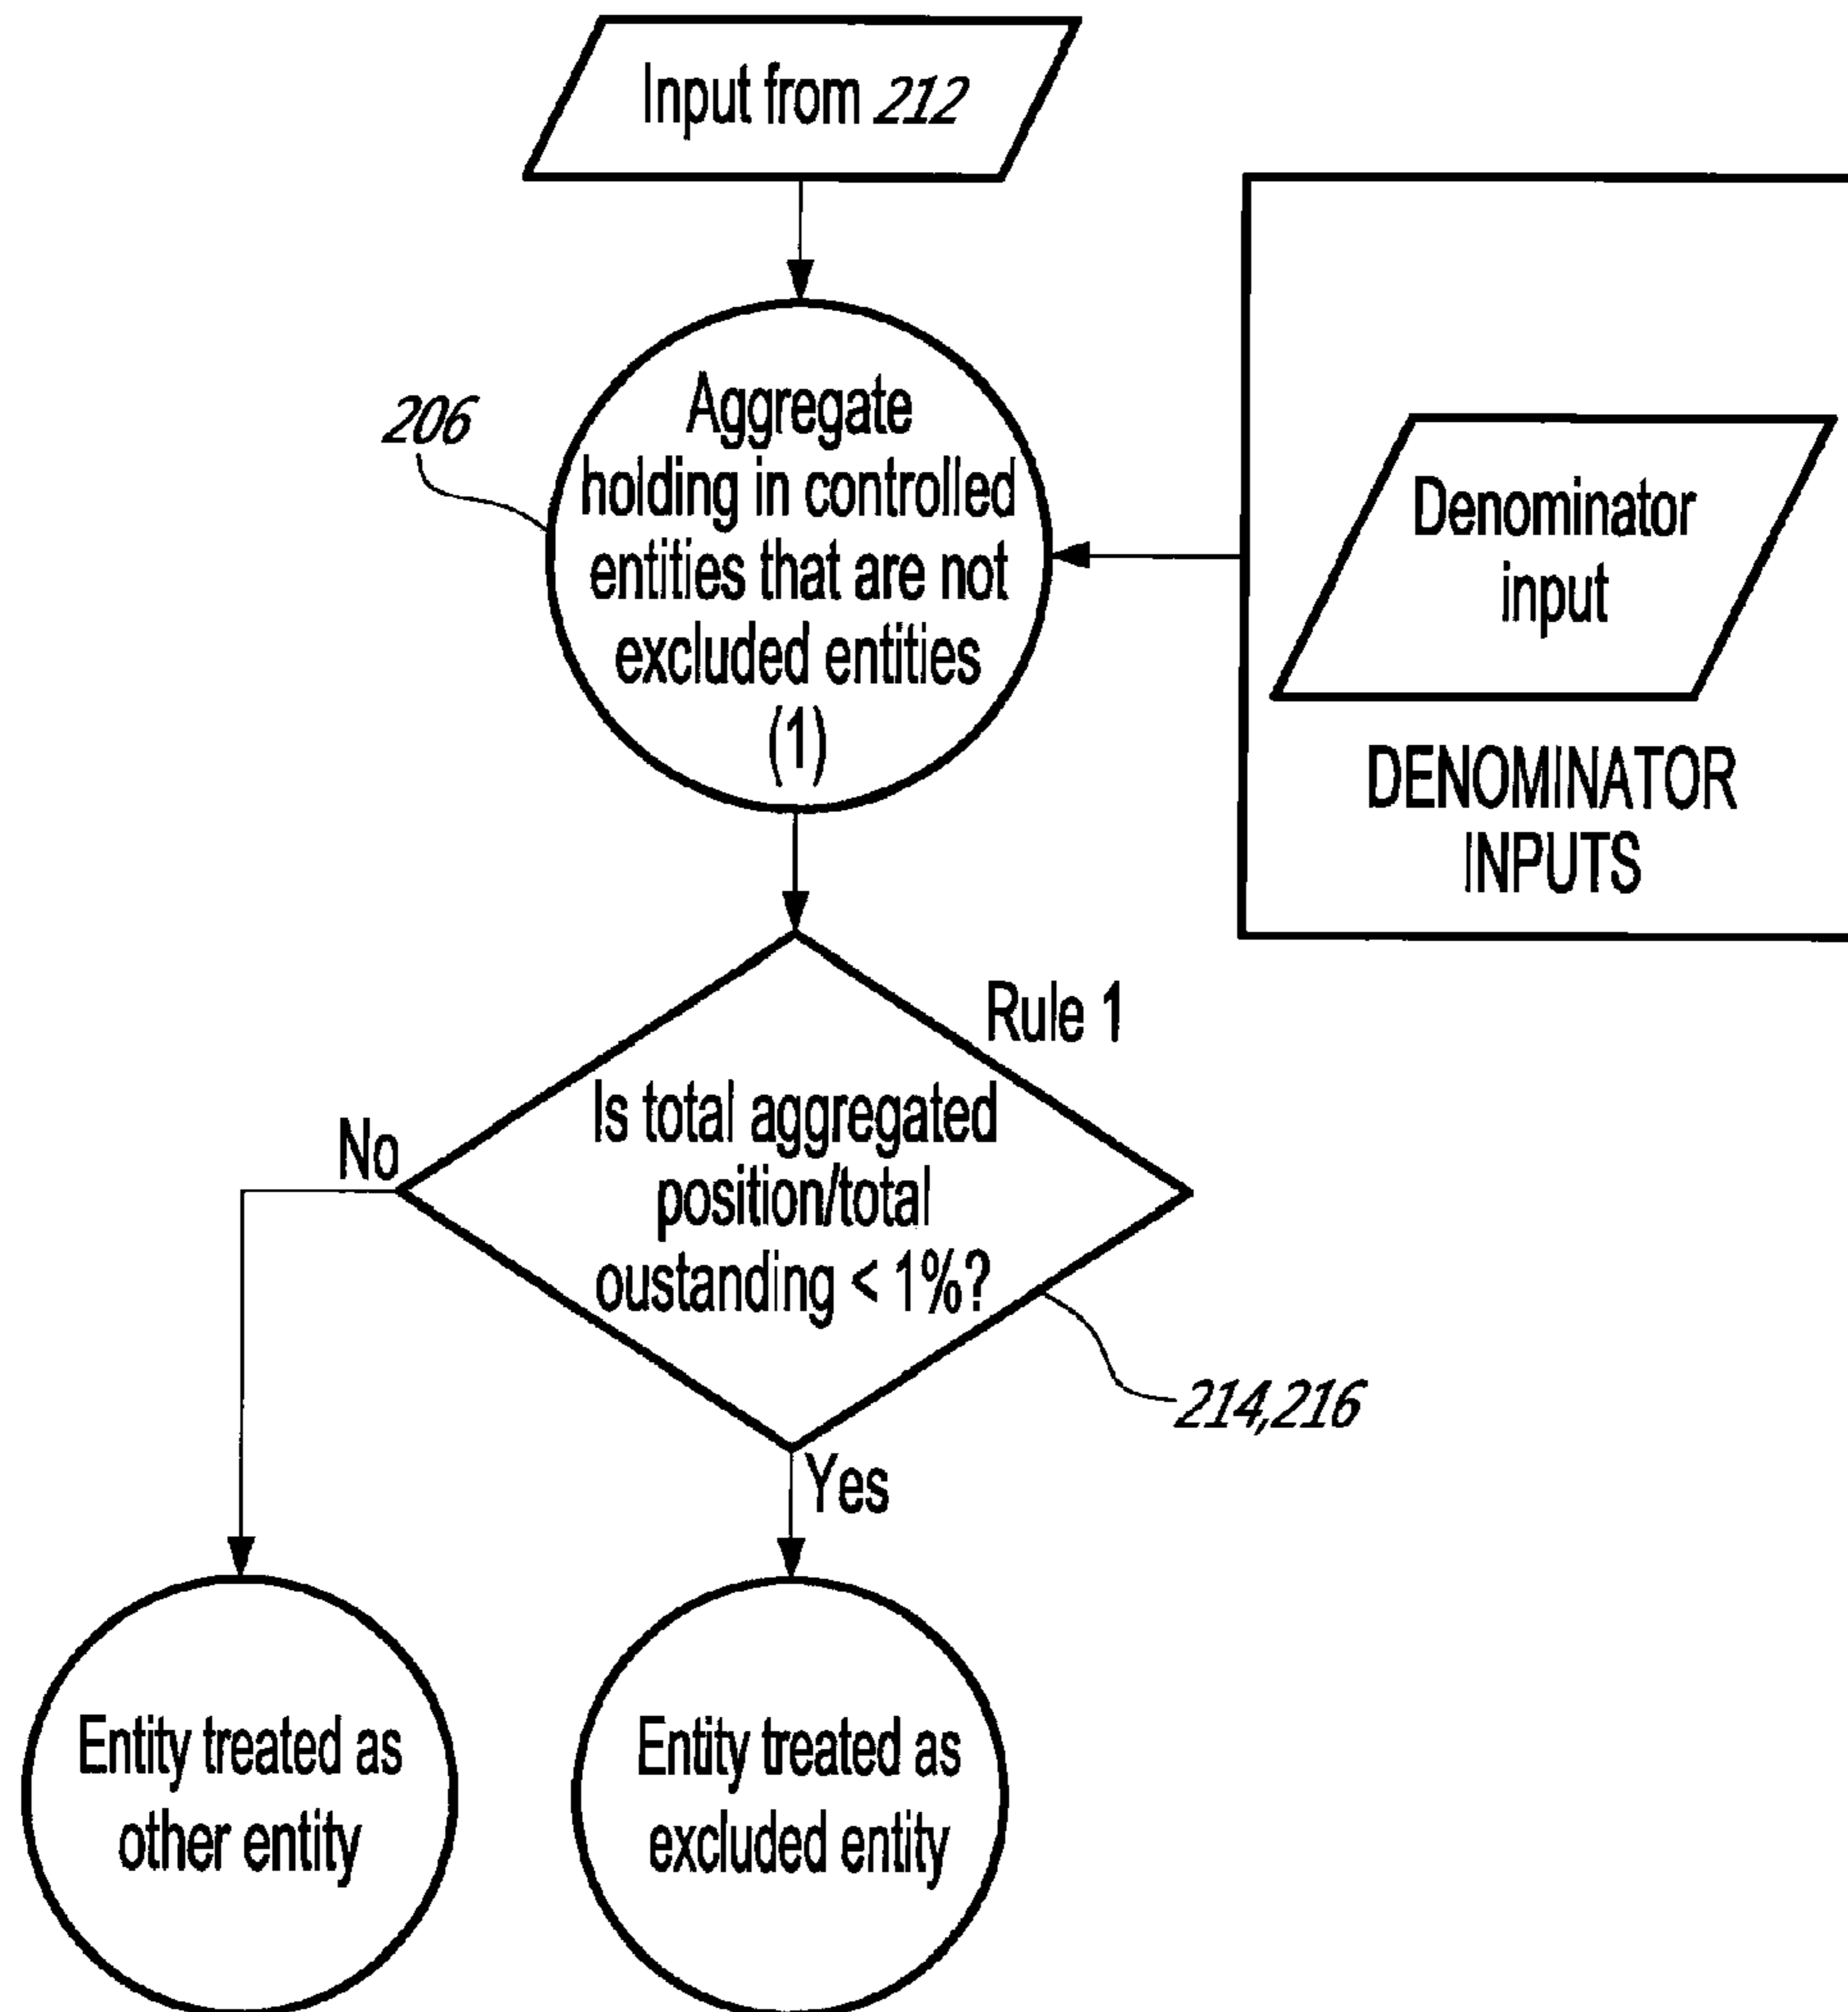 Input from 212
206
Aggregate
holding in controlled
entities that are not
excluded entities
(1)
Denominator
input
DENOMINATOR
INPUTS
Rule 1
Is total aggregated
position/total
oustanding < 1%?
No
Yes
214,216
Entity treated as
other entity
Entity treated as
excluded entity